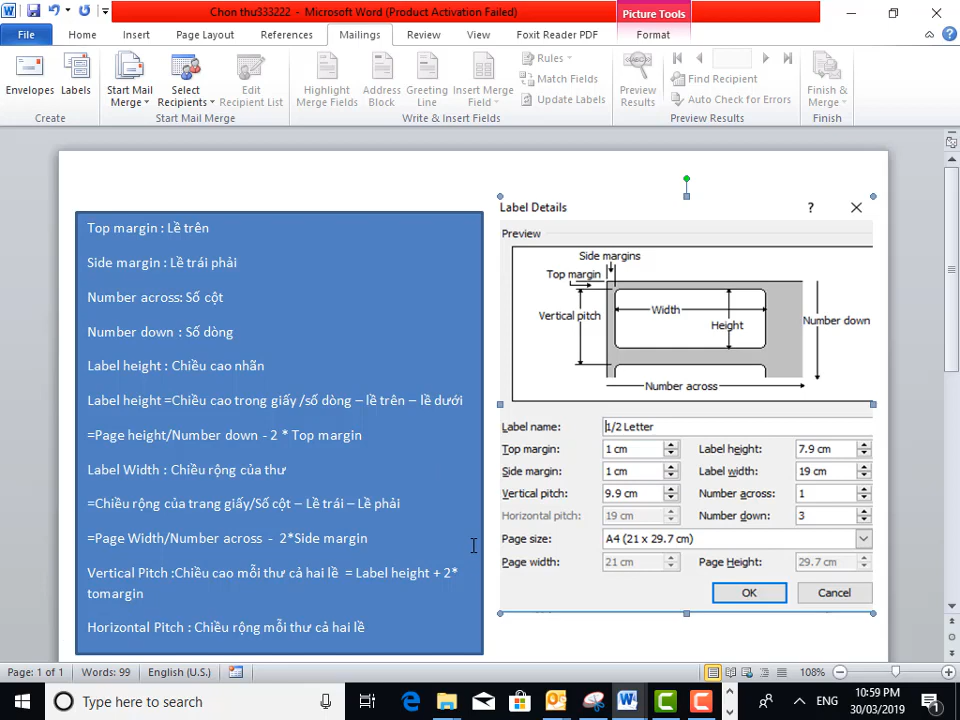 Chon thu333222 - Microsoft Word (Product Activation Failed)
Picture Tools
File
Home
Insert
Page Layout
References
Mailings
Review
View
Foxit Reader PDF
Format
Envelopes
Labels
Create
Start Mail Merge
Select Recipients
Edit Recipient List
Start Mail Merge
Highlight Merge Fields
Address Block
Greeting Line
Insert Merge Field
Rules
Match Fields
Update Labels
Write & Insert Fields
Preview Results
Find Recipient
Auto Check for Errors
Preview Results
Finish & Merge
Finish
Top margin : Lề trên
Side margin : Lề trái phải
Number across: Số cột
Number down : Số dòng
Label height : Chiều cao nhãn
Label height =Chiều cao trong giấy /số dòng – lề trên – lề dưới
=Page height/Number down - 2 * Top margin
Label Width : Chiều rộng của thư
=Chiều rộng của trang giấy/Số cột – Lề trái – Lề phải
=Page Width/Number across - 2*Side margin
Vertical Pitch :Chiều cao mỗi thư cả hai lề = Label height + 2*
tomargin
Horizontal Pitch : Chiều rộng mỗi thư cả hai lề
Label Details
?
Preview
Side margins
Top margin
Vertical pitch
Width
Height
Number down
Number across
Label name: 1/2 Letter
Top margin: 1 cm Label height: 7.9 cm
Side margin: 1 cm Label width: 19 cm
Vertical pitch: 9.9 cm Number across: 1
Horizontal pitch: 19 cm Number down: 3
Page size: A4 (21 x 29.7 cm)
Page width: 21 cm Page Height: 29.7 cm
OK Cancel
Page: 1 of 1 Words: 99 English (U.S.) 108%
Type here to search
ENG
10:59 PM
30/03/2019
1